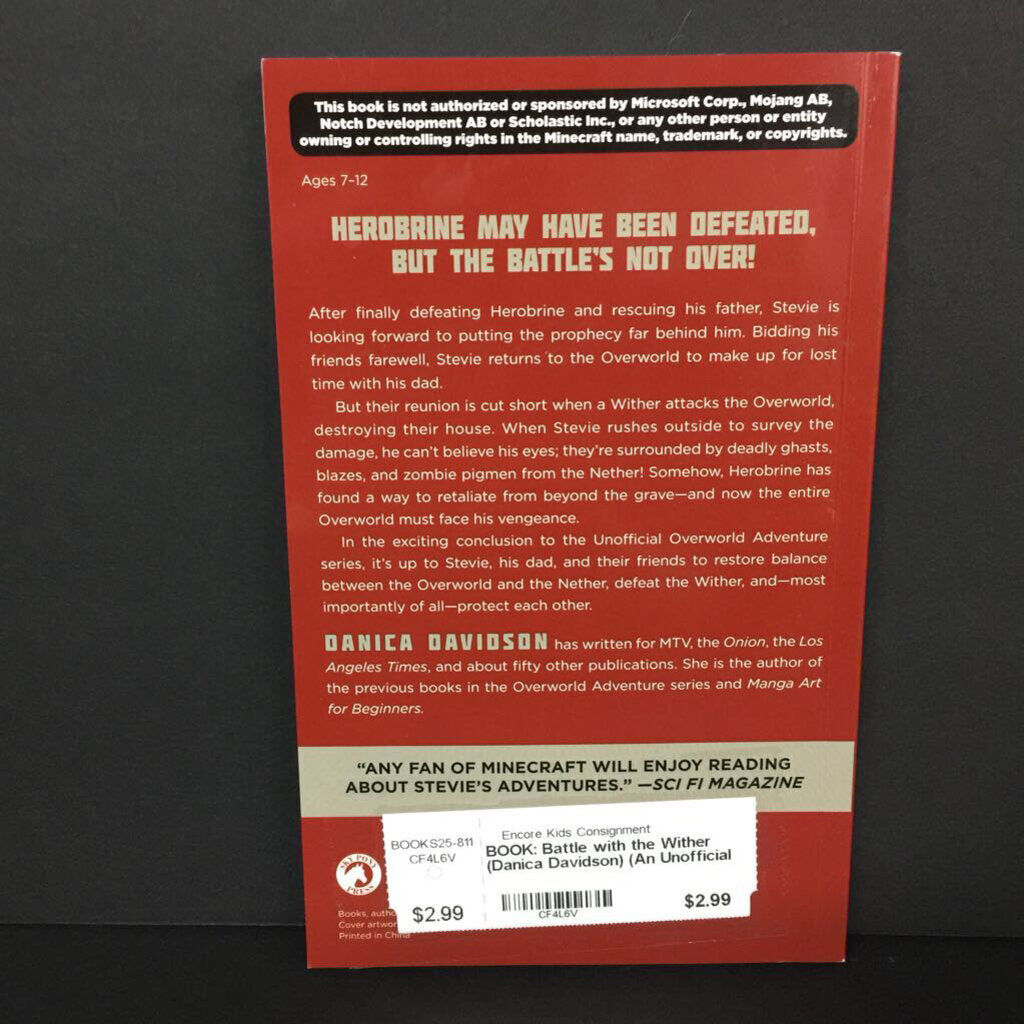 This book is not authorized or sponsored by Microsoft Corp., Mojang AB,
Notch Development AB or Scholastic Inc., or any other person or entity
owning or controlling rights in the Minecraft name, trademark, or copyrights.
Ages 7–12
HEROBRINE MAY HAVE BEEN DEFEATED,
BUT THE BATTLE'S NOT OVER!
After finally defeating Herobrine and rescuing his father, Stevie is
looking forward to putting the prophecy far behind him. Bidding his
friends farewell, Stevie returns to the Overworld to make up for lost
time with his dad.
But their reunion is cut short when a Wither attacks the Overworld,
destroying their house. When Stevie rushes outside to survey the
damage, he can't believe his eyes; they're surrounded by deadly ghasts,
blazes, and zombie pigmen from the Nether! Somehow, Herobrine has
found a way to retaliate from beyond the grave—and now the entire
Overworld must face his vengeance.
In the exciting conclusion to the Unofficial Overworld Adventure
series, it's up to Stevie, his dad, and their friends to restore balance
between the Overworld and the Nether, defeat the Wither, and—most
importantly of all—protect each other.
DANICA DAVIDSON has written for MTV, the Onion, the Los
Angeles Times, and about fifty other publications. She is the author of
the previous books in the Overworld Adventure series and Manga Art
for Beginners.
"ANY FAN OF MINECRAFT WILL ENJOY READING
ABOUT STEVIE'S ADVENTURES." —SCI FI MAGAZINE
SKY PONY
PRESS
BOOKS25-811
CF4L6V
$2.99
Encore Kids Consignment
BOOK: Battle with the Wither
(Danica Davidson) (An Unofficial
CF4L6V
$2.99
Books, autho
Cover artwor
Printed in China